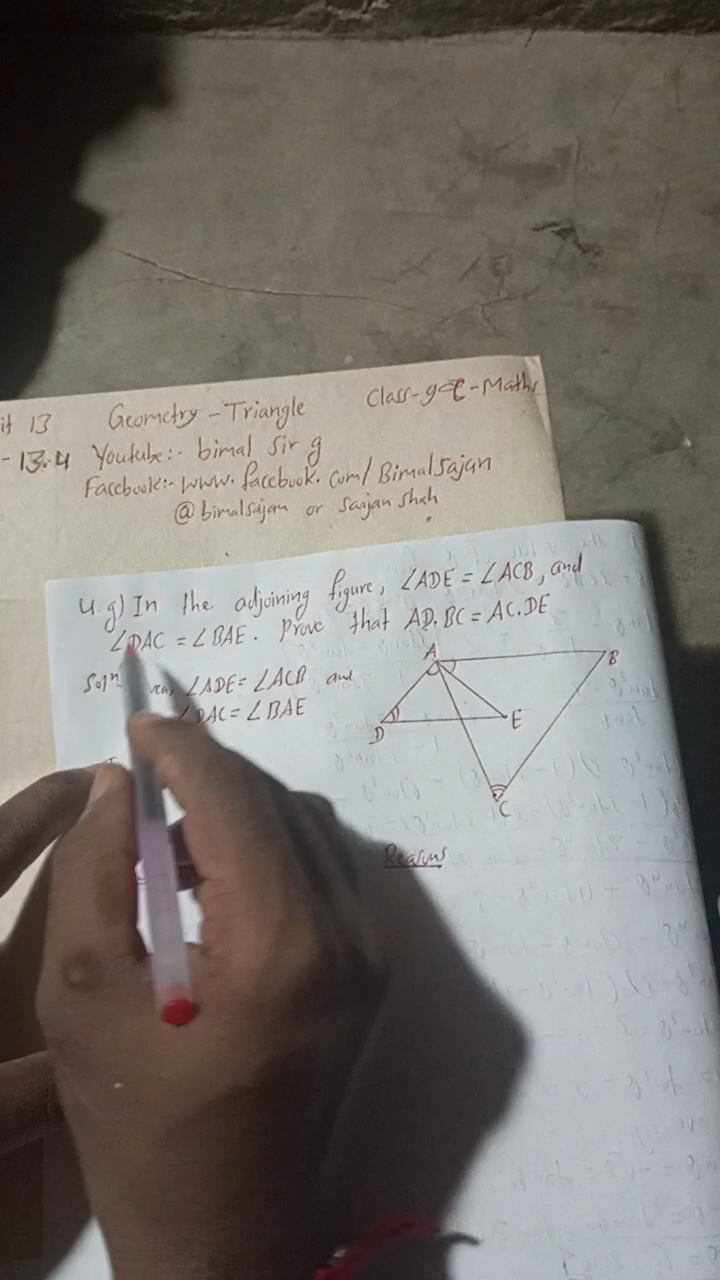 it 13 Geometry - Triangle Class-9 - Maths
- 13.4 Youtube:- bimal Sir g
Facebook:- www.facebook.com/Bimalsajan
@bimalsajan or saajan shah
4.g) In the adjoining figure, ∠ADE = ∠ACB, and
∠DAC = ∠BAE. Prove that AD.BC = AC.DE
Solⁿ ∠ADE = ∠ACB and
∠DAC = ∠BAE
A
B
D
E
C
Reasons